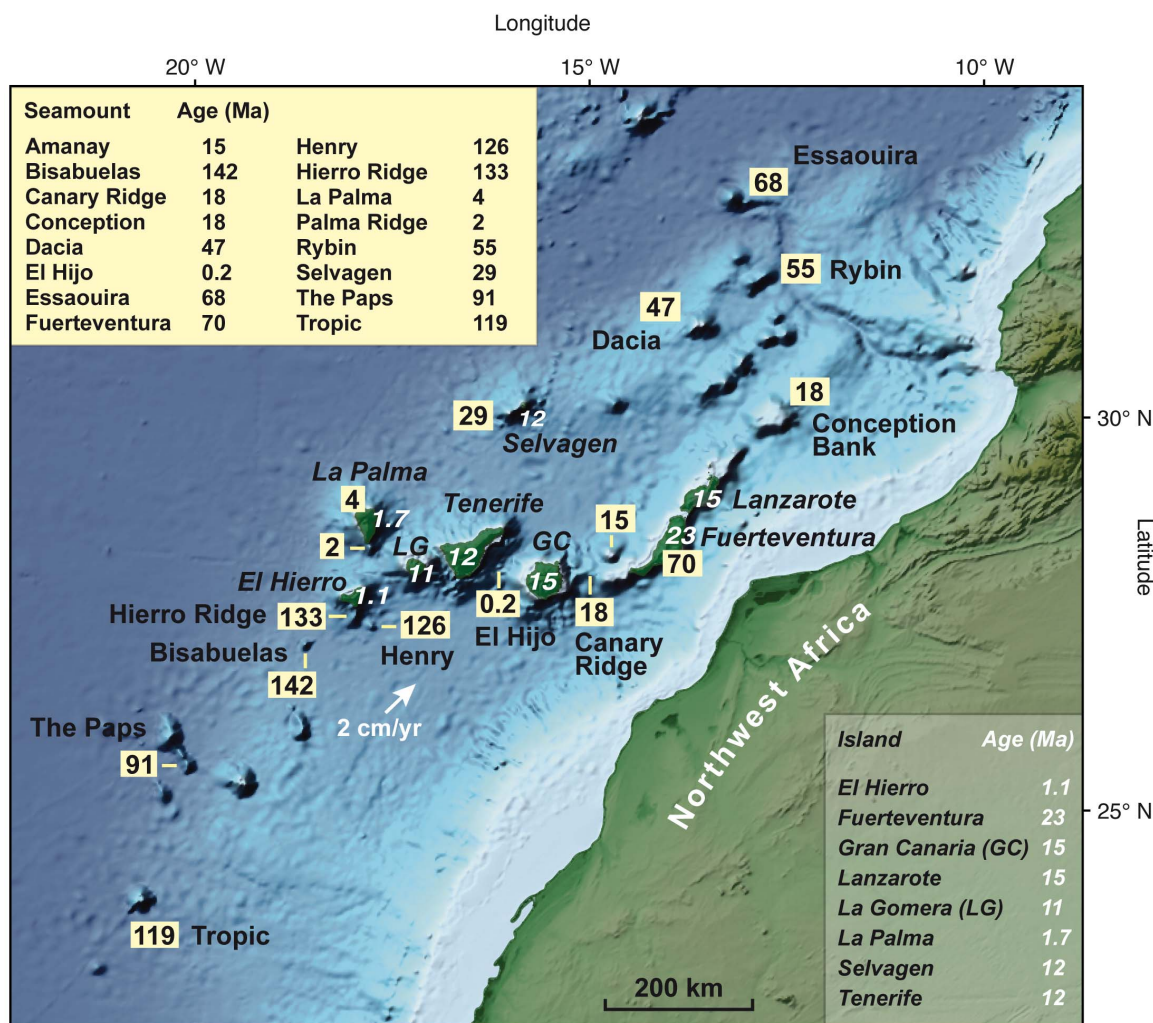 Longitude
20° W 15° W 10° W
Seamount Age (Ma)
Amanay 15 Henry 126
Bisabuelas 142 Hierro Ridge 133
Canary Ridge 18 La Palma 4
Conception 18 Palma Ridge 2
Dacia 47 Rybin 55
El Hijo 0.2 Selvagen 29
Essaouira 68 The Paps 91
Fuerteventura 70 Tropic 119
Essaouira
68
55 Rybin
47
Dacia
18
Conception
Bank
30° N
29 12
Selvagen
La Palma
4
1.7
2
Tenerife
12
LG
11
GC
15
15
15 Lanzarote
23 Fuerteventura
70
El Hierro
1.1
Hierro Ridge 133
126
Henry
0.2
El Hijo
18
Canary
Ridge
Bisabuelas
142
2 cm/yr
The Paps
91
119 Tropic
Northwest Africa
Latitude
25° N
200 km
Island Age (Ma)
El Hierro 1.1
Fuerteventura 23
Gran Canaria (GC) 15
Lanzarote 15
La Gomera (LG) 11
La Palma 1.7
Selvagen 12
Tenerife 12